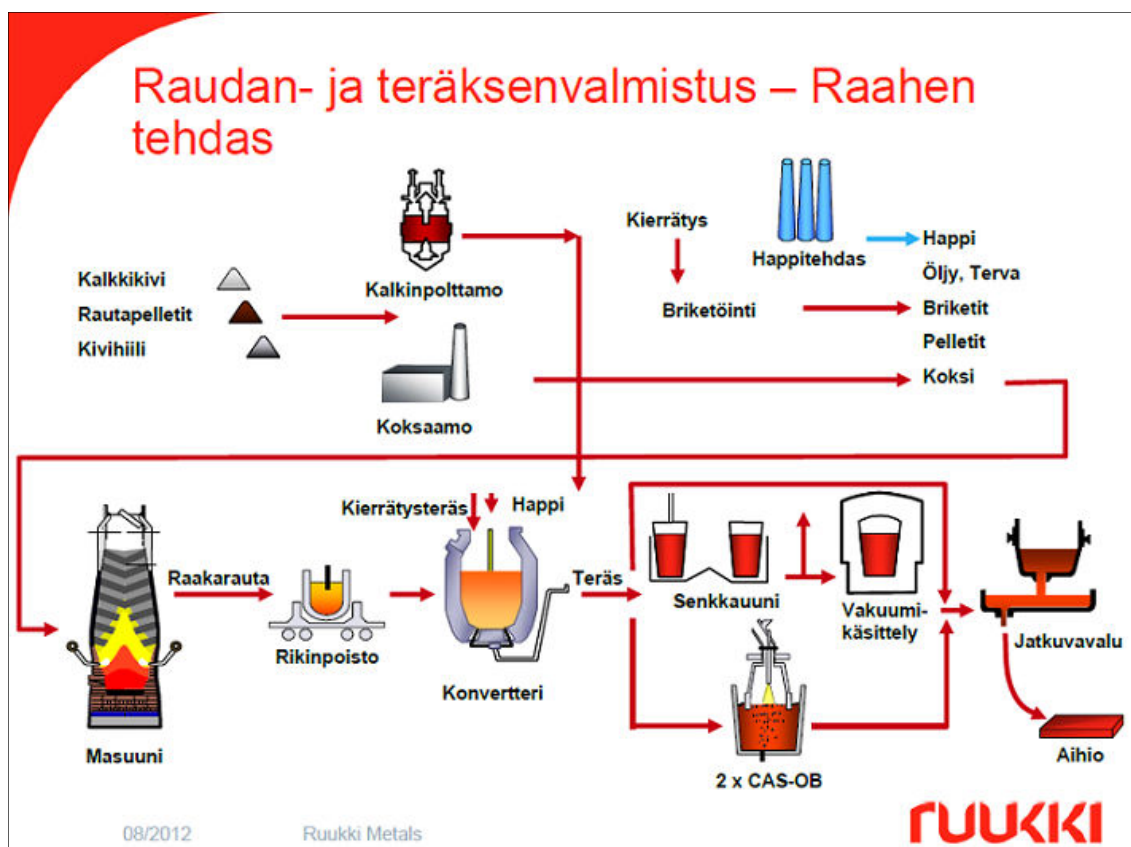 Raudan- ja teräksenvalmistus – Raahen
tehdas
Kalkkikivi
Rautapelletit
Kivihiili
Kalkinpolttamo
Koksaamo
Kierrätys
Briketöinti
Happitehdas
Happi
Öljy, Terva
Briketit
Pelletit
Koksi
Masuuni
Raakarauta
Rikinpoisto
Kierrätysteräs
Happi
Konvertteri
Teräs
Senkkauuni
Vakuumi-
käsittely
2 x CAS-OB
Jatkuvavalu
Aihio
08/2012
Ruukki Metals
RUUKKI